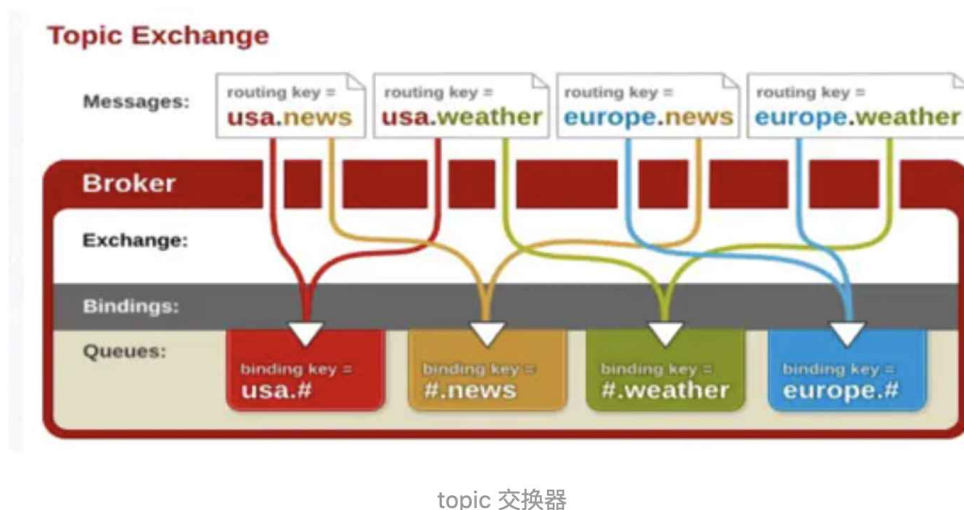 Topic Exchange
Messages:
routing key =
usa.news
routing key =
usa.weather
routing key =
europe.news
routing key =
europe.weather
Broker
Exchange:
Bindings:
Queues:
binding key =
usa.#
binding key =
#.news
binding key =
#.weather
binding key =
europe.#
topic 交换器